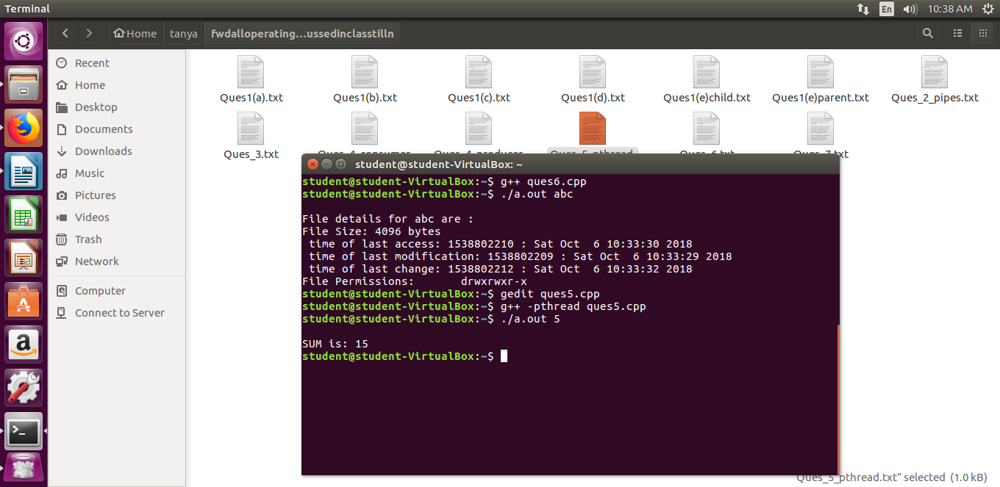 Terminal
En
10:38 AM
Home
tanya
fwdalloperating...ussedinclasstilln
Recent
Home
Desktop
Documents
Downloads
Music
Pictures
Videos
Trash
Network
Computer
Connect to Server
Ques1(a).txt
Ques1(b).txt
Ques1(c).txt
Ques1(d).txt
Ques1(e)child.txt
Ques1(e)parent.txt
Ques_2_pipes.txt
Ques_3.txt
Ques_4_consumer
Ques_4_producer
Ques_5_pthread
Ques_6.txt
Ques_7.txt
student@student-VirtualBox: ~
student@student-VirtualBox:~$ g++ ques6.cpp
student@student-VirtualBox:~$ ./a.out abc
File details for abc are :
File Size: 4096 bytes
time of last access: 1538802210 : Sat Oct  6 10:33:30 2018
time of last modification: 1538802209 : Sat Oct  6 10:33:29 2018
time of last change: 1538802212 : Sat Oct  6 10:33:32 2018
File Permissions:       drwxrwxr-x
student@student-VirtualBox:~$ gedit ques5.cpp
student@student-VirtualBox:~$ g++ -pthread ques5.cpp
student@student-VirtualBox:~$ ./a.out 5
SUM is: 15
student@student-VirtualBox:~$
Ques_5_pthread.txt" selected (1.0 kB)